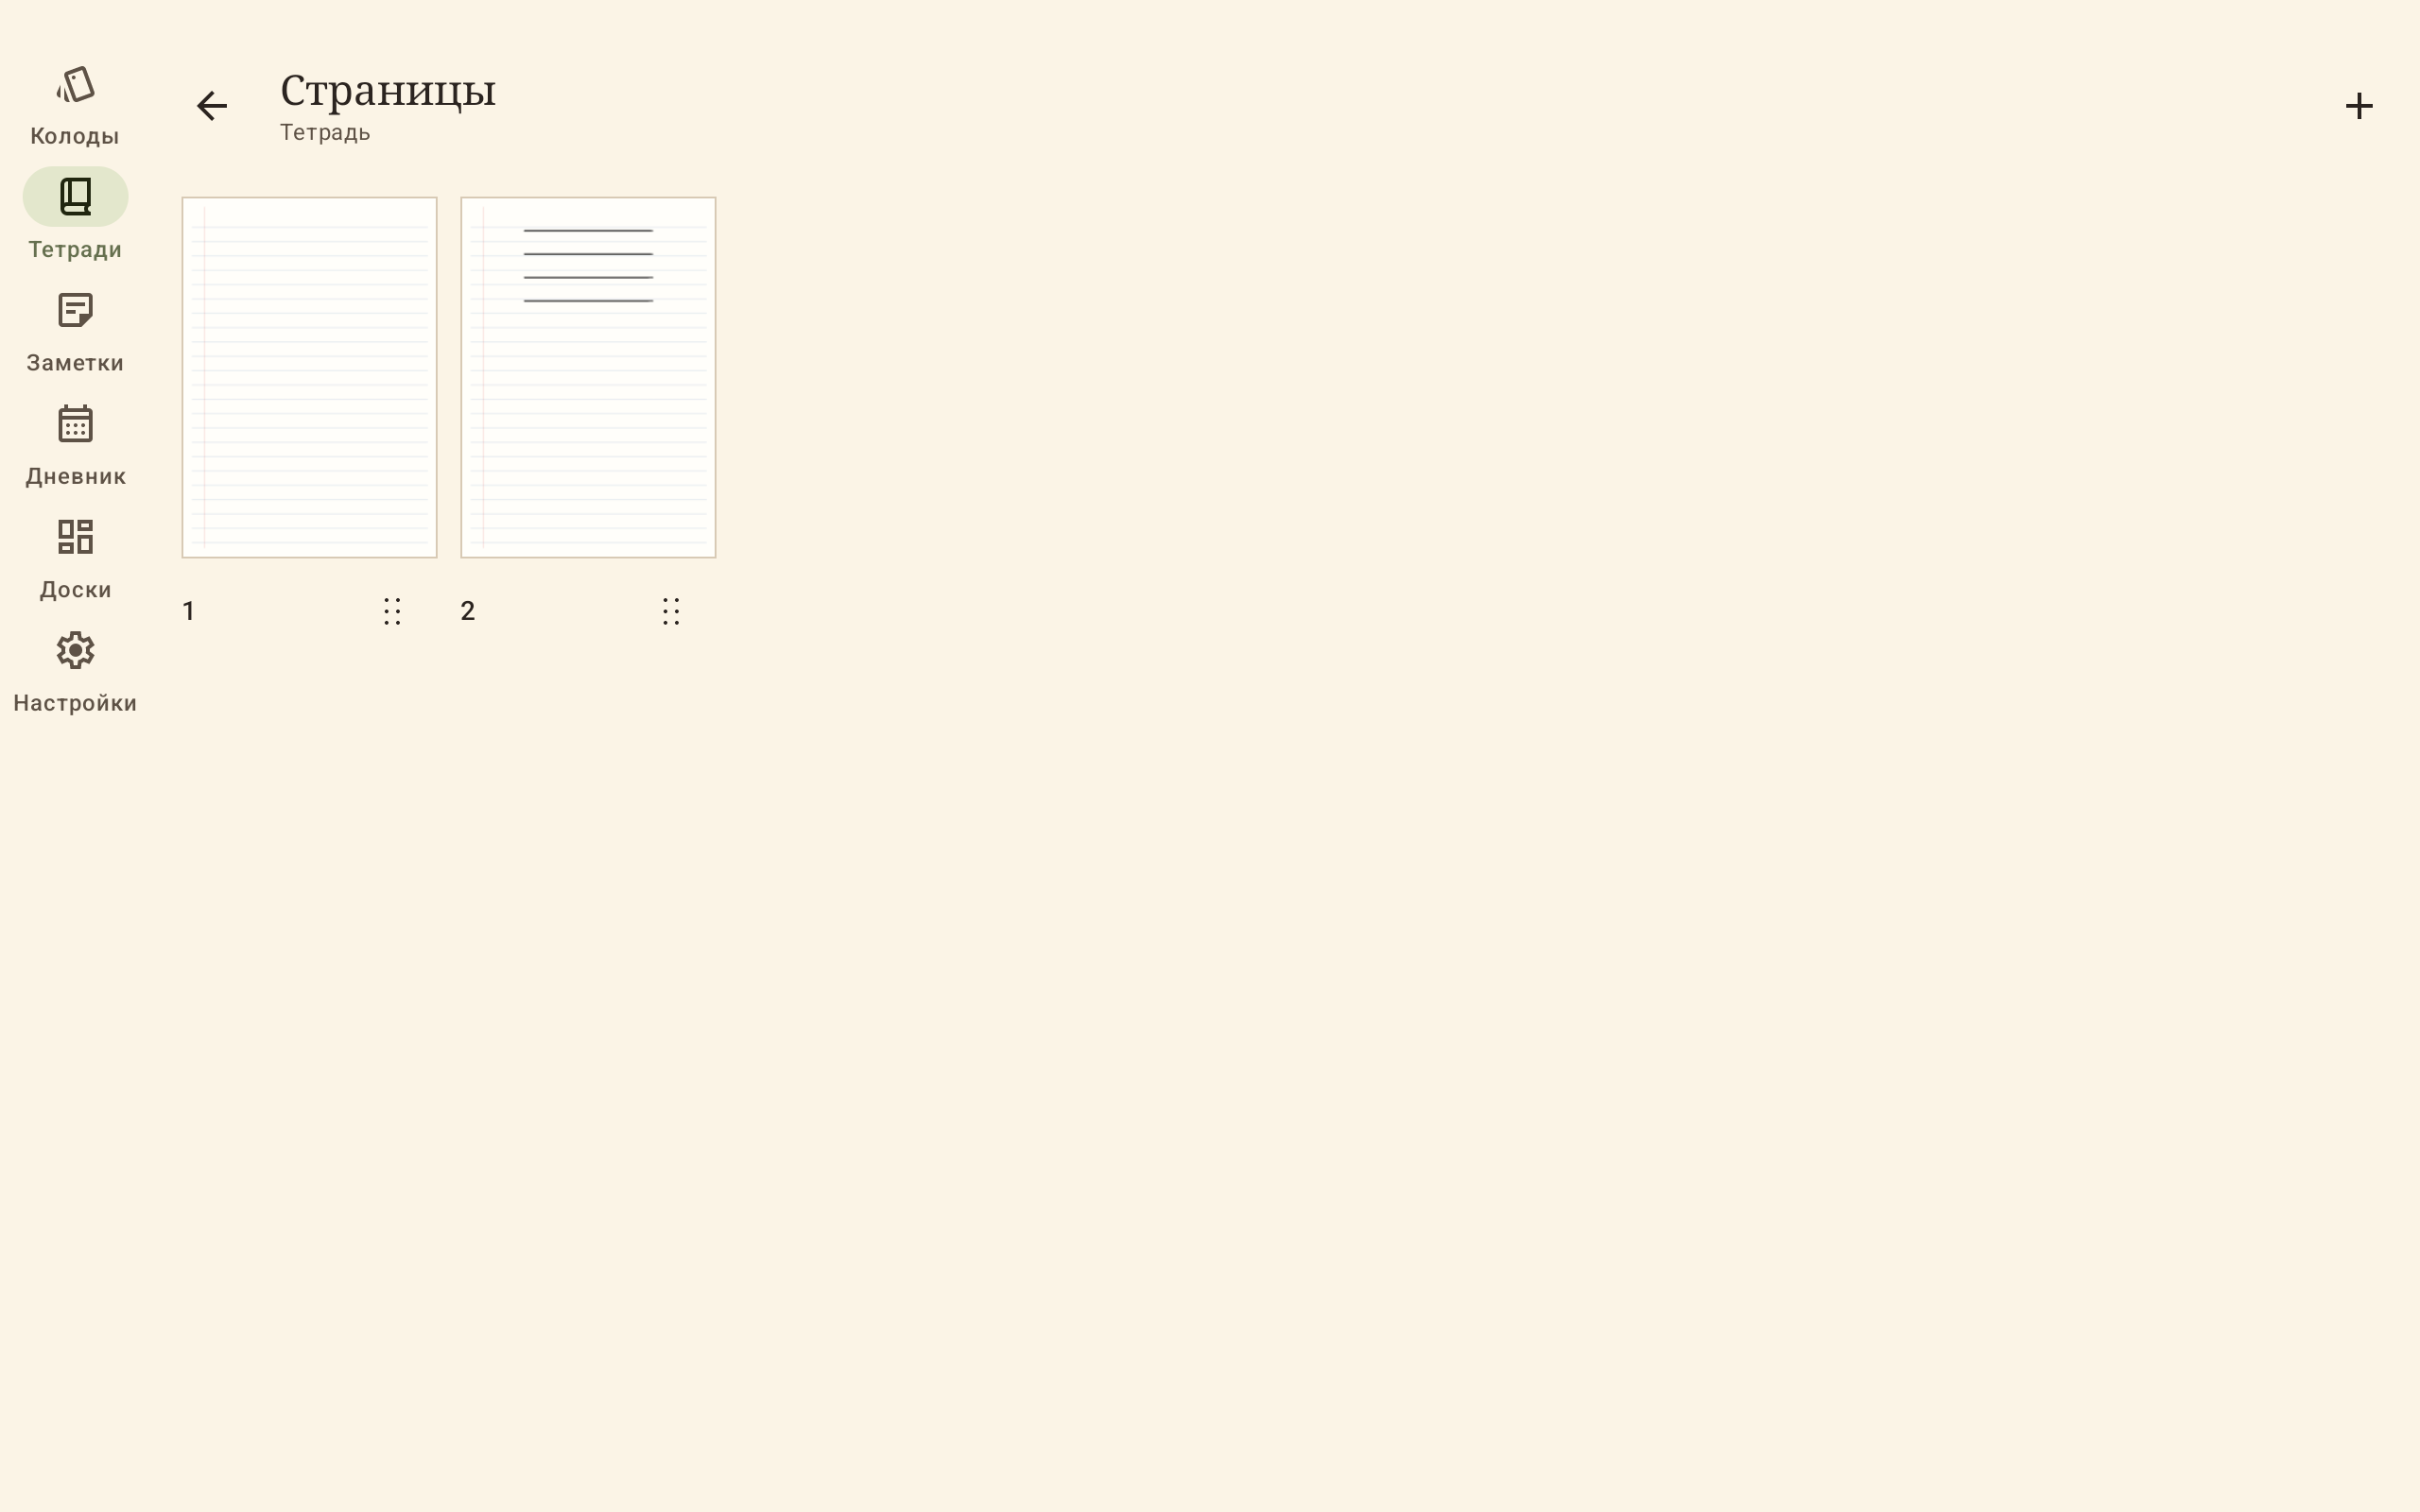 Колоды
Тетради
Заметки
Дневник
Доски
Настройки
Страницы
Тетрадь
1
2